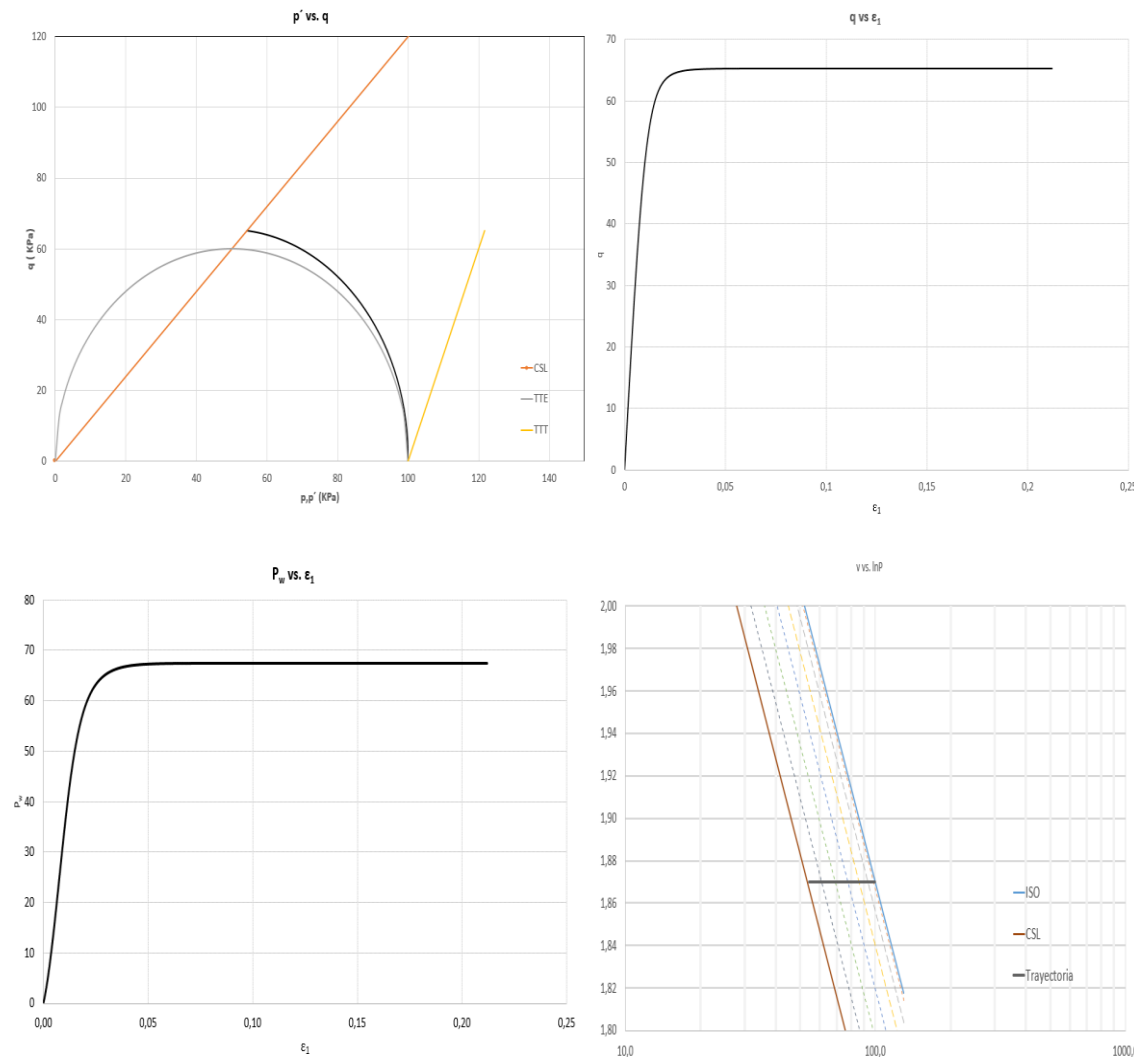 p´ vs. q
120
100
80
60
40
20
0
q ( KPa)
0 20 40 60 80 100 120 140
p,p´ (KPa)
CSL
TTE
TTT
q vs ε₁
70
60
50
40
30
20
10
0
q
0 0,05 0,1 0,15 0,2 0,25
ε₁
Pw vs. ε₁
80
70
60
50
40
30
20
10
0
Pw
0,00 0,05 0,10 0,15 0,20 0,25
ε₁
v vs. lnP
2,00
1,98
1,96
1,94
1,92
1,90
1,88
1,86
1,84
1,82
1,80
10,0 100,0 1000,0
ISO
CSL
Trayectoria